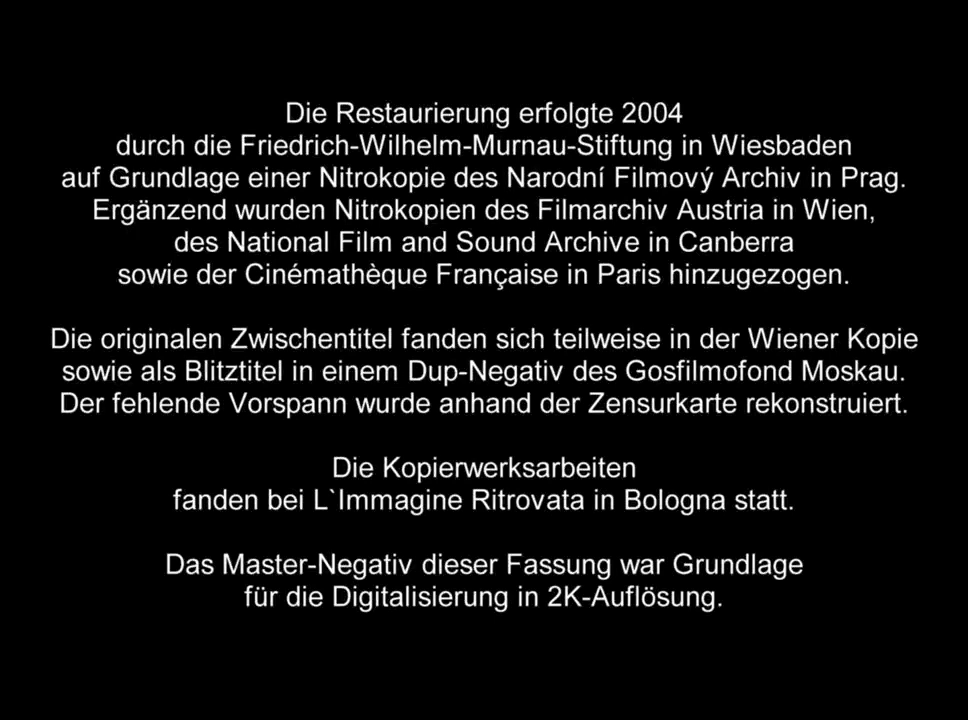 Die Restaurierung erfolgte 2004
durch die Friedrich-Wilhelm-Murnau-Stiftung in Wiesbaden
auf Grundlage einer Nitrokopie des Narodní Filmový Archiv in Prag.
Ergänzend wurden Nitrokopien des Filmarchiv Austria in Wien,
des National Film and Sound Archive in Canberra
sowie der Cinémathèque Française in Paris hinzugezogen.
Die originalen Zwischentitel fanden sich teilweise in der Wiener Kopie
sowie als Blitztitel in einem Dup-Negativ des Gosfilmofond Moskau.
Der fehlende Vorspann wurde anhand der Zensurkarte rekonstruiert.
Die Kopierwerksarbeiten
fanden bei L`Immagine Ritrovata in Bologna statt.
Das Master-Negativ dieser Fassung war Grundlage
für die Digitalisierung in 2K-Auflösung.